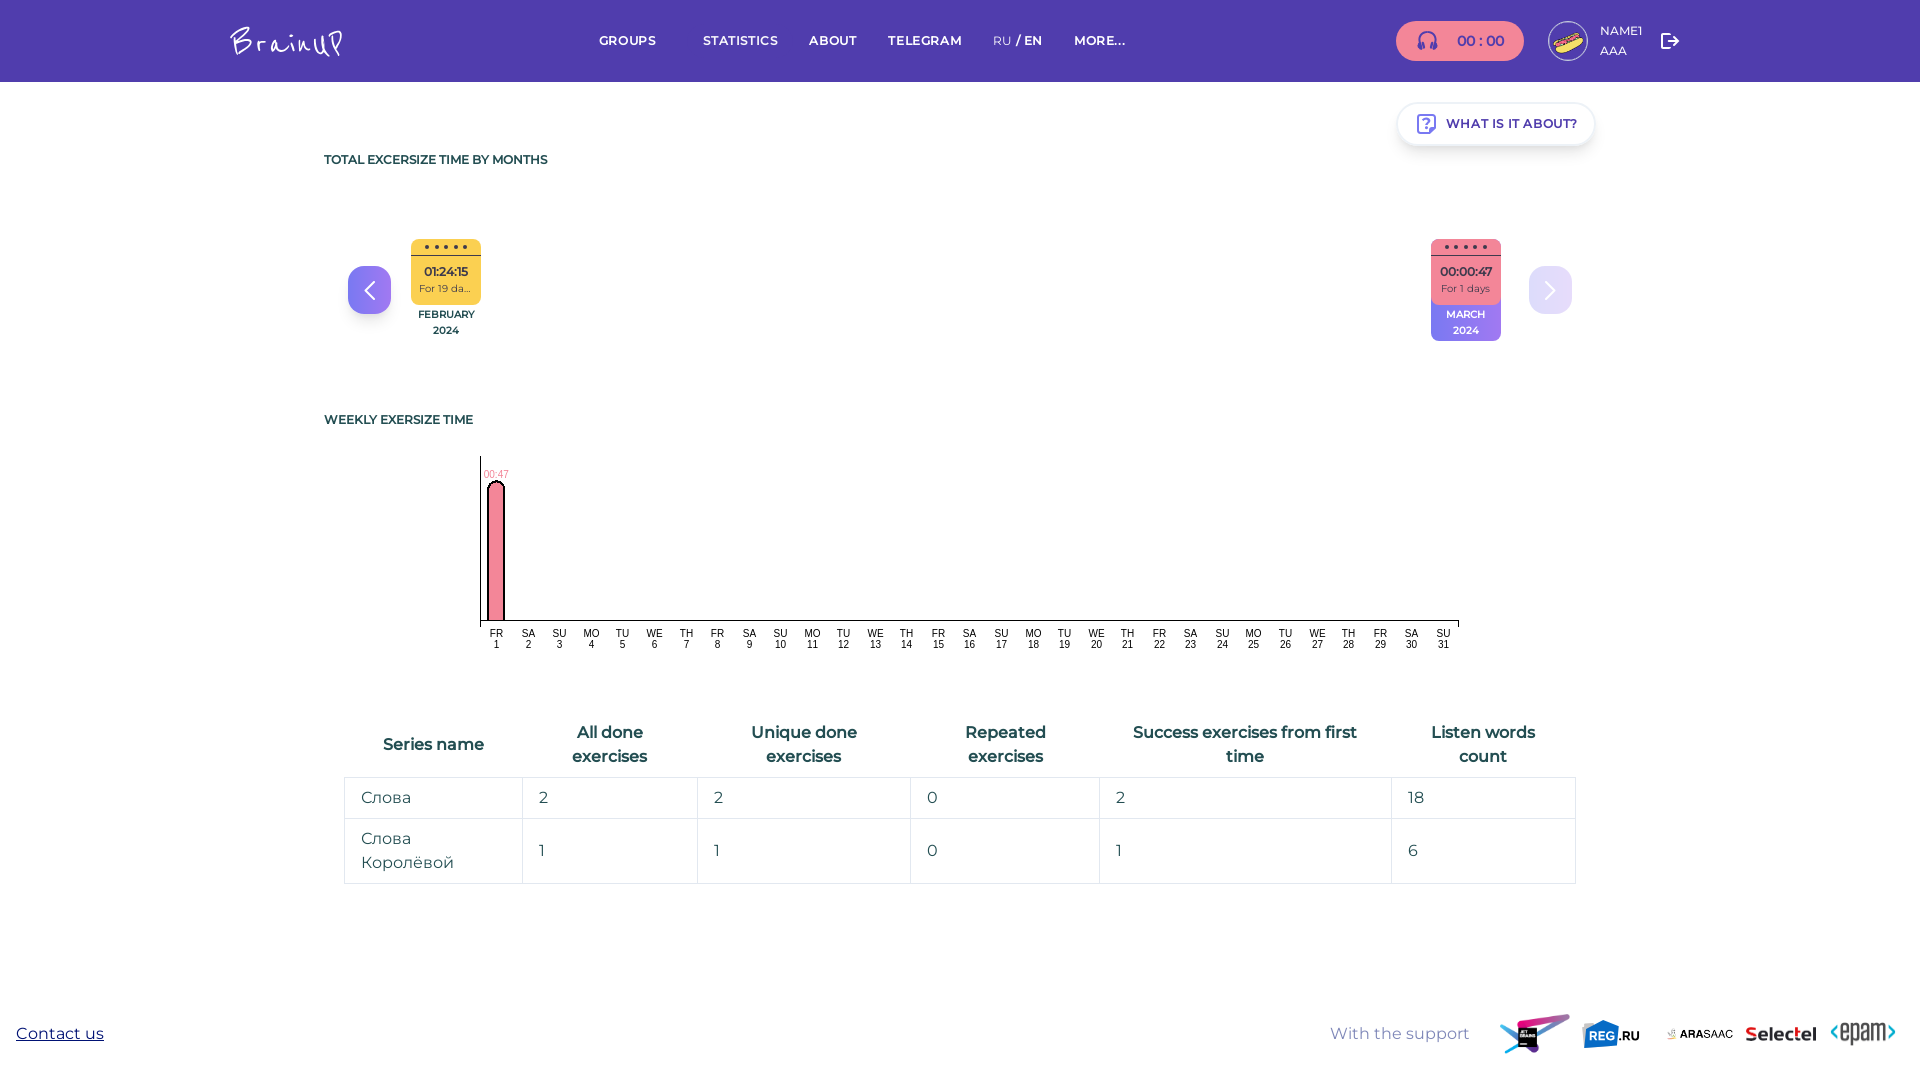 BrainUP
GROUPS STATISTICS ABOUT TELEGRAM RU / EN MORE...
00 : 00
NAME1
AAA
WHAT IS IT ABOUT?
TOTAL EXCERSIZE TIME BY MONTHS
01:24:15
For 19 da...
FEBRUARY
2024
00:00:47
For 1 days
MARCH
2024
WEEKLY EXERSIZE TIME
00:47
FR SA SU MO TU WE TH FR SA SU MO TU WE TH FR SA SU MO TU WE TH FR SA SU MO TU WE TH FR SA SU
1 2 3 4 5 6 7 8 9 10 11 12 13 14 15 16 17 18 19 20 21 22 23 24 25 26 27 28 29 30 31
Series name All done exercises Unique done exercises Repeated exercises Success exercises from first time Listen words count
Слова 2 2 0 2 18
Слова Королёвой 1 1 0 1 6
Contact us
With the support
REG.RU
ARASAAC
Selectel
<epam>